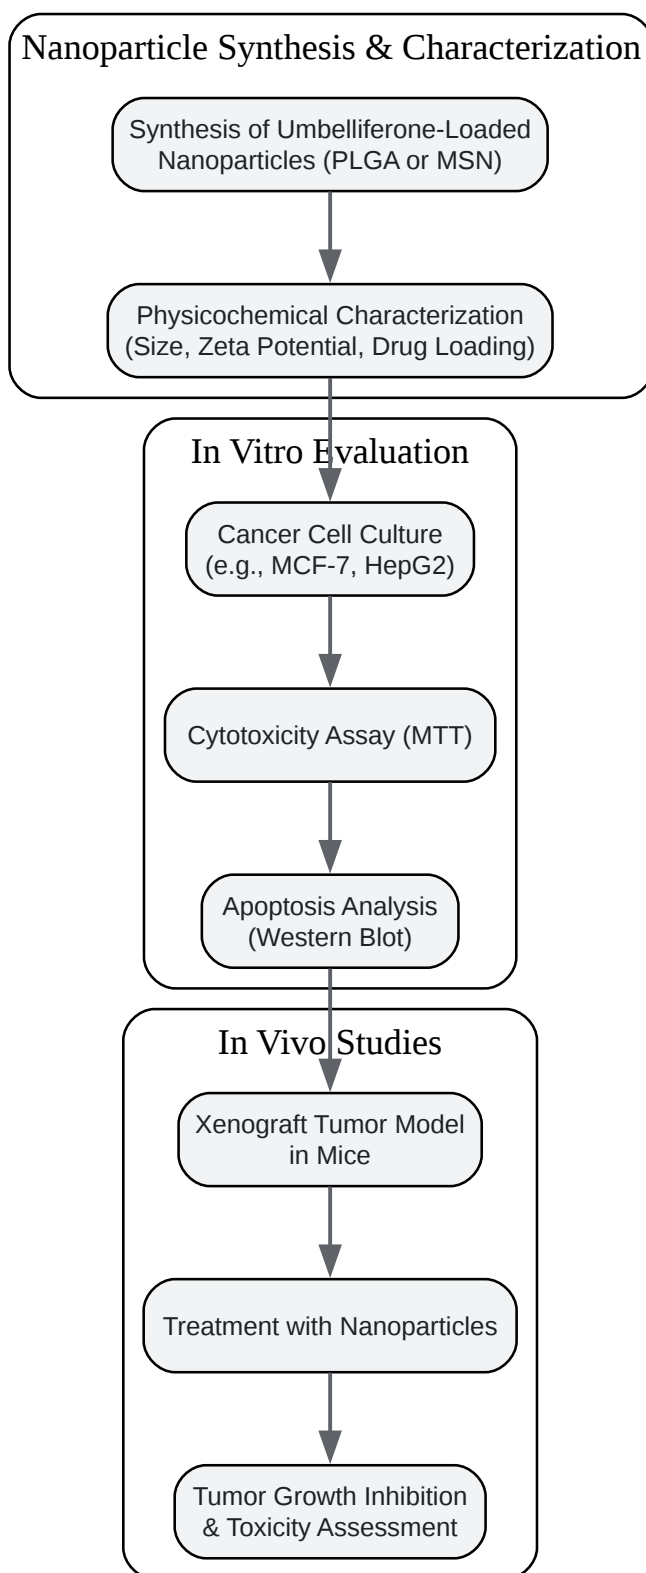 Nanoparticle Synthesis & Characterization
Synthesis of Umbelliferone-Loaded
Nanoparticles (PLGA or MSN)
Physicochemical Characterization
(Size, Zeta Potential, Drug Loading)
In Vitro Evaluation
Cancer Cell Culture
(e.g., MCF-7, HepG2)
Cytotoxicity Assay (MTT)
Apoptosis Analysis
(Western Blot)
In Vivo Studies
Xenograft Tumor Model
in Mice
Treatment with Nanoparticles
Tumor Growth Inhibition
& Toxicity Assessment